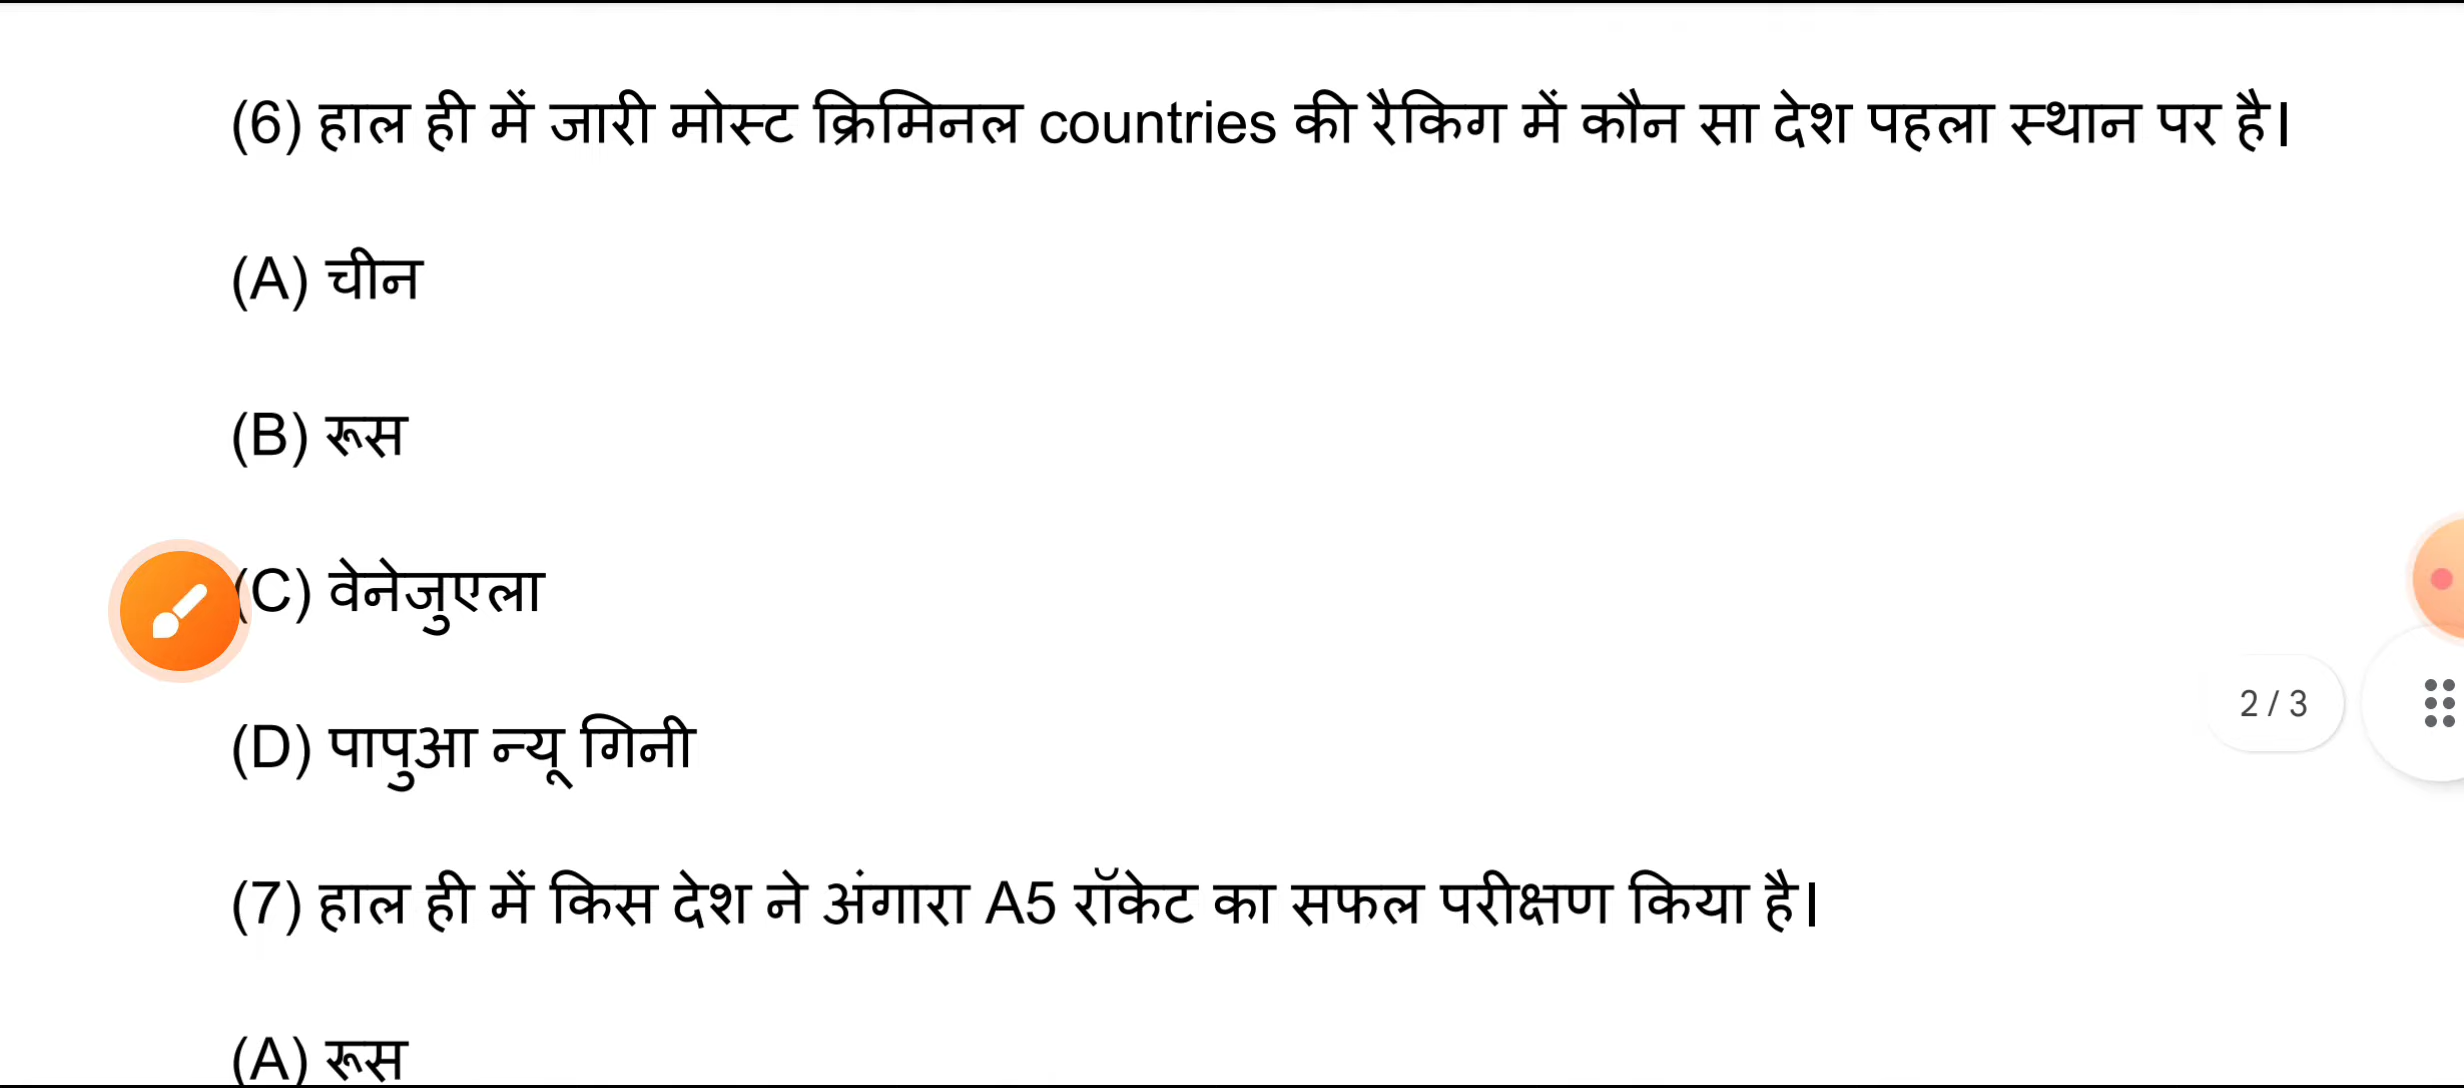 (6) हाल ही में जारी मोस्ट क्रिमिनल countries की रैकिग में कौन सा देश पहला स्थान पर है।
(A) चीन
(B) रूस
(C) वेनेजुएला
(D) पापुआ न्यू गिनी
2 / 3
(7) हाल ही में किस देश ने अंगारा A5 रॉकेट का सफल परीक्षण किया है।
(A) रूस